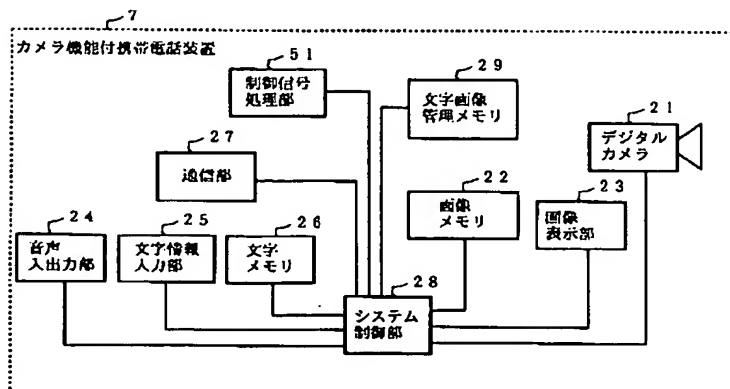 7
カメラ機能付携帯電話装置
51
制御信号
処理部
29
文字画像
管理メモリ
21
デジタル
カメラ
27
通信部
22
画像
メモリ
23
画像
表示部
24
音声
入出力部
25
文字情報
入力部
26
文字
メモリ
28
システム
制御部